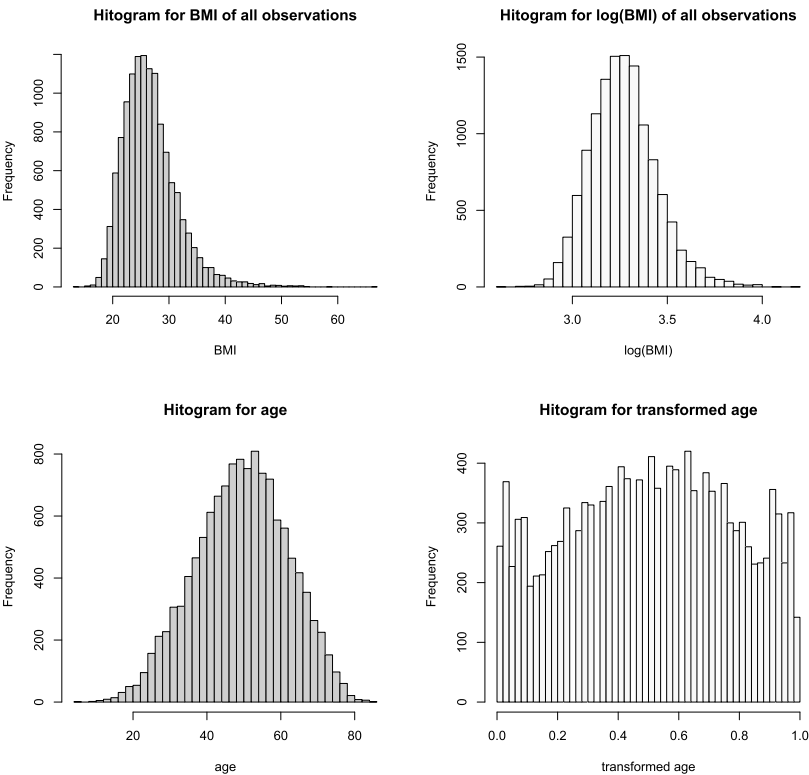 Hitogram for BMI of all observations
Frequency
0 200 400 600 800 1000
20 30 40 50 60
BMI
Hitogram for log(BMI) of all observations
Frequency
0 500 1000 1500
3.0 3.5 4.0
log(BMI)
Hitogram for age
Frequency
0 200 400 600 800
20 40 60 80
age
Hitogram for transformed age
Frequency
0 100 200 300 400
0.0 0.2 0.4 0.6 0.8 1.0
transformed age